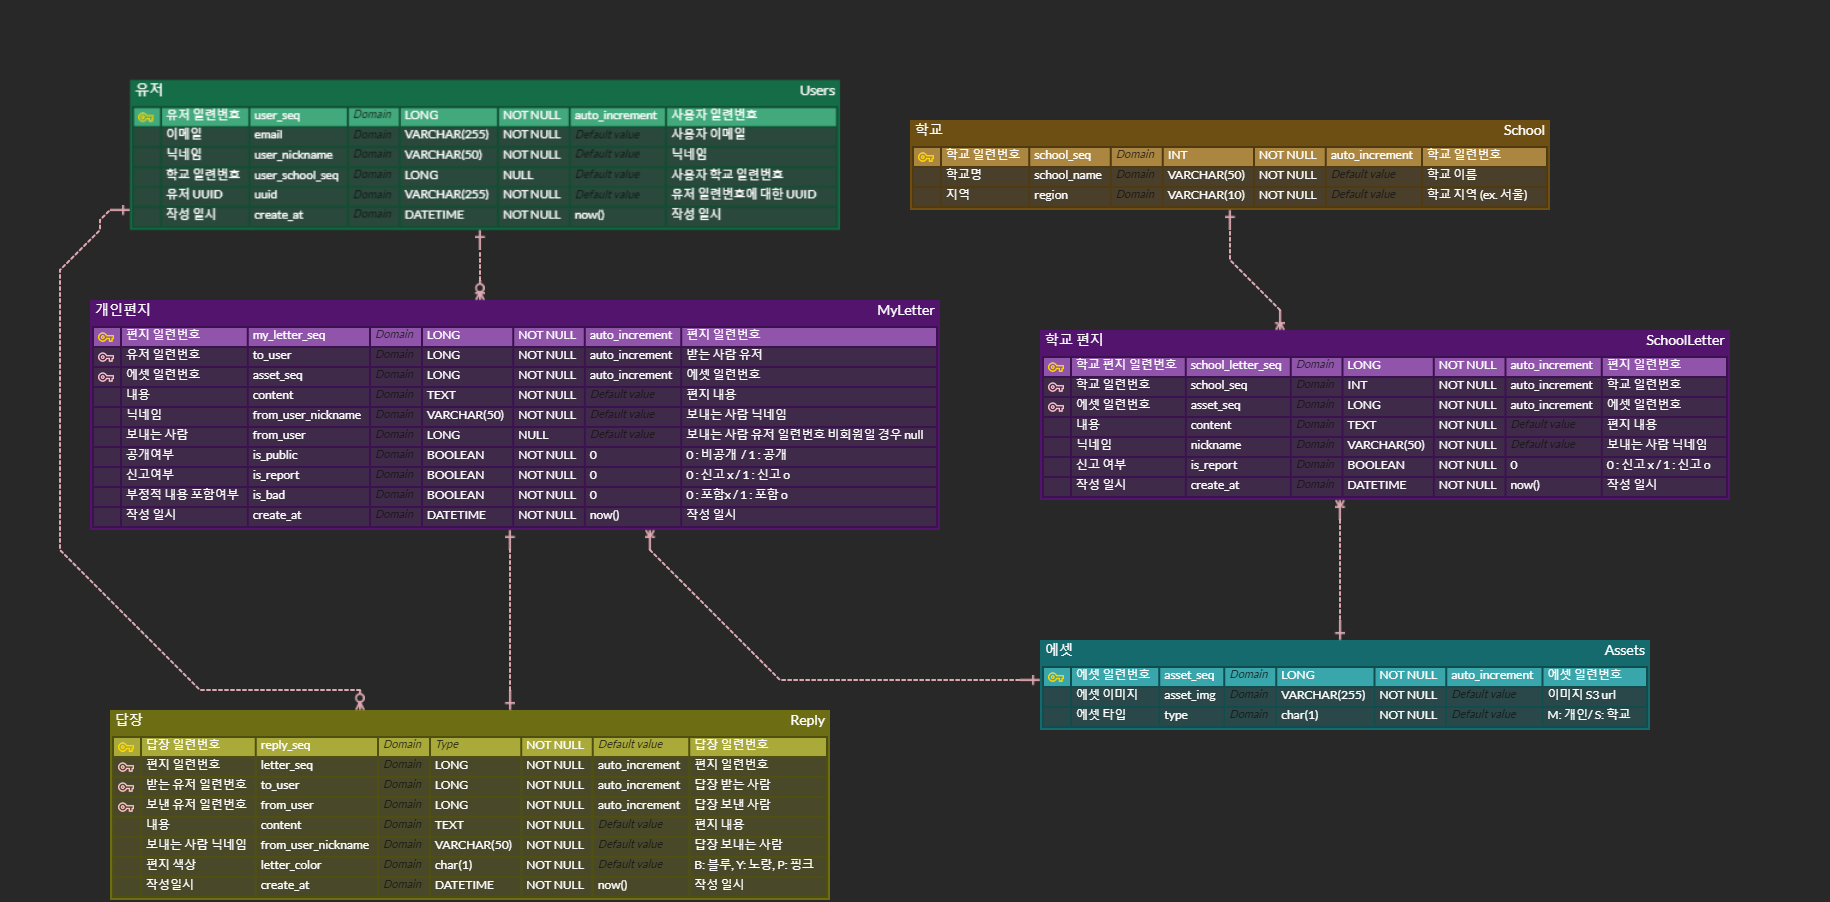 유저 Users
유저 일련번호 user_seq Domain LONG NOT NULL auto_increment 사용자 일련번호
이메일 email Domain VARCHAR(255) NOT NULL Default value 사용자 이메일
닉네임 user_nickname Domain VARCHAR(50) NOT NULL Default value 닉네임
학교 일련번호 user_school_seq Domain LONG NULL Default value 사용자 학교 일련번호
유저 UUID uuid Domain VARCHAR(255) NOT NULL Default value 유저 일련번호에 대한 UUID
작성 일시 create_at Domain DATETIME NOT NULL now() 작성 일시
학교 School
학교 일련번호 school_seq Domain INT NOT NULL auto_increment 학교 일련번호
학교명 school_name Domain VARCHAR(50) NOT NULL Default value 학교 이름
지역 region Domain VARCHAR(10) NOT NULL Default value 학교 지역 (ex. 서울)
개인편지 MyLetter
편지 일련번호 my_letter_seq Domain LONG NOT NULL auto_increment 편지 일련번호
유저 일련번호 to_user Domain LONG NOT NULL auto_increment 받는 사람 유저
에셋 일련번호 asset_seq Domain LONG NOT NULL auto_increment 에셋 일련번호
내용 content Domain TEXT NOT NULL Default value 편지 내용
닉네임 from_user_nickname Domain VARCHAR(50) NOT NULL Default value 보내는 사람 닉네임
보내는 사람 from_user Domain LONG NULL Default value 보내는 사람 유저 일련번호 비회원일 경우 null
공개여부 is_public Domain BOOLEAN NOT NULL 0 0 : 비공개 / 1 : 공개
신고여부 is_report Domain BOOLEAN NOT NULL 0 0 : 신고 x / 1 : 신고 o
부정적 내용 포함여부 is_bad Domain BOOLEAN NOT NULL 0 0 : 포함x / 1 : 포함 o
작성 일시 create_at Domain DATETIME NOT NULL now() 작성 일시
학교 편지 SchoolLetter
학교 편지 일련번호 school_letter_seq Domain LONG NOT NULL auto_increment 편지 일련번호
학교 일련번호 school_seq Domain INT NOT NULL auto_increment 학교 일련번호
에셋 일련번호 asset_seq Domain LONG NOT NULL auto_increment 에셋 일련번호
내용 content Domain TEXT NOT NULL Default value 편지 내용
닉네임 nickname Domain VARCHAR(50) NOT NULL Default value 보내는 사람 닉네임
신고 여부 is_report Domain BOOLEAN NOT NULL 0 0 : 신고 x / 1 : 신고 o
작성 일시 create_at Domain DATETIME NOT NULL now() 작성 일시
에셋 Assets
에셋 일련번호 asset_seq Domain LONG NOT NULL auto_increment 에셋 일련번호
에셋 이미지 asset_img Domain VARCHAR(255) NOT NULL Default value 이미지 S3 url
에셋 타입 type Domain char(1) NOT NULL Default value M: 개인/ S: 학교
답장 Reply
답장 일련번호 reply_seq Domain Type NOT NULL Default value 답장 일련번호
편지 일련번호 letter_seq Domain LONG NOT NULL auto_increment 편지 일련번호
받는 유저 일련번호 to_user Domain LONG NOT NULL auto_increment 답장 받는 사람
보낸 유저 일련번호 from_user Domain LONG NOT NULL auto_increment 답장 보낸 사람
내용 content Domain TEXT NOT NULL Default value 편지 내용
보내는 사람 닉네임 from_user_nickname Domain VARCHAR(50) NOT NULL Default value 답장 보내는 사람
편지 색상 letter_color Domain char(1) NOT NULL Default value B: 블루, Y: 노랑, P: 핑크
작성일시 create_at Domain DATETIME NOT NULL now() 작성 일시